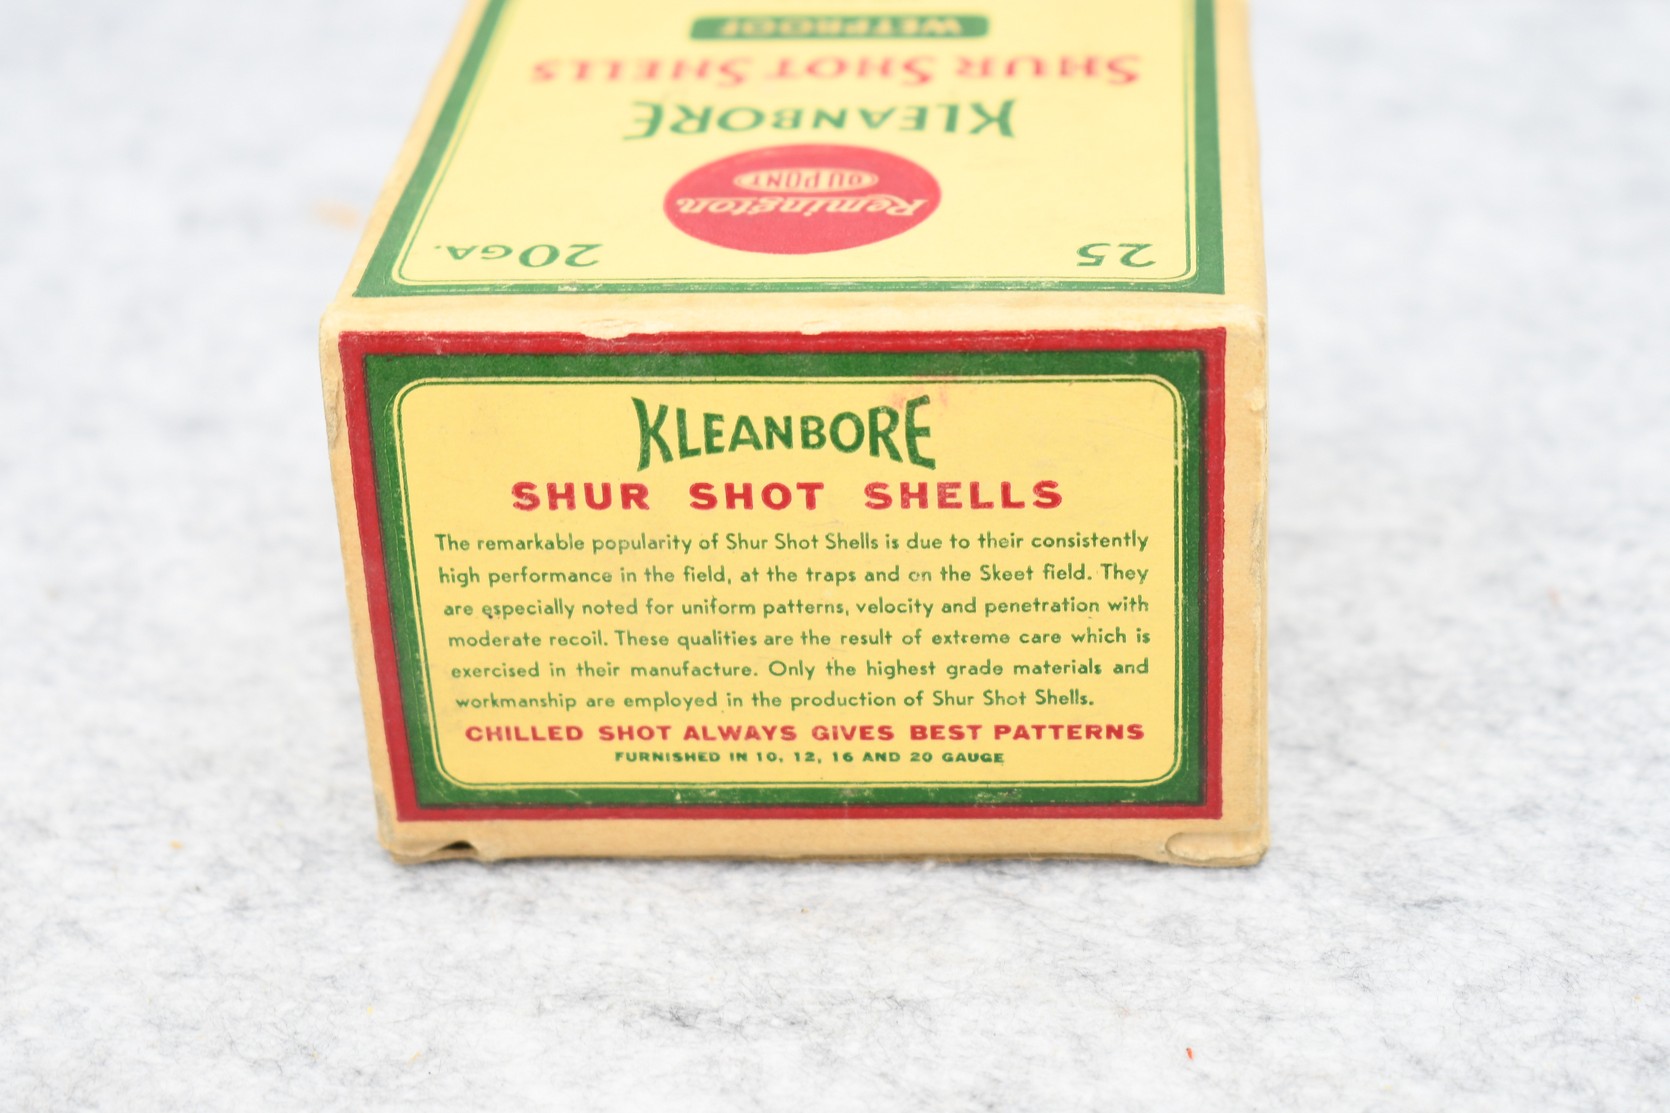 WETPROOF
SHUR SHOT SHELLS
KLEANBORE
DU PONT
Remington
25 20 GA.
KLEANBORE
SHUR SHOT SHELLS
The remarkable popularity of Shur Shot Shells is due to their consistently
high performance in the field, at the traps and on the Skeet field. They
are especially noted for uniform patterns, velocity and penetration with
moderate recoil. These qualities are the result of extreme care which is
exercised in their manufacture. Only the highest grade materials and
workmanship are employed in the production of Shur Shot Shells.
CHILLED SHOT ALWAYS GIVES BEST PATTERNS
FURNISHED IN 10, 12, 16 AND 20 GAUGE